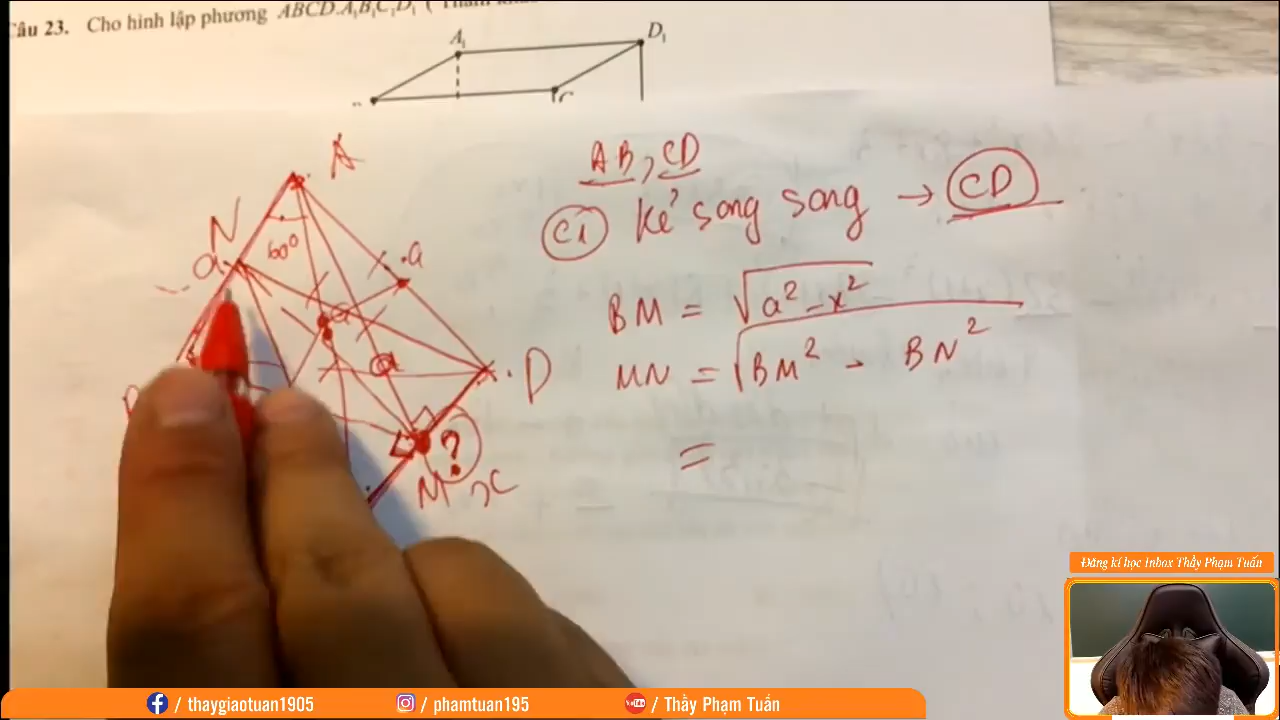 Câu 23. Cho hình lập phương ABCD.A₁B₁C₁D₁
A₁
D₁
C
A
N
a
60°
a
a
a
D
?
M
x
AB, CD
C1 Kẻ song song → CD
BM = √a² - x²
MN = √BM² - BN²
=
Đăng kí học Inbox Thầy Phạm Tuấn
/ thaygiaotuan1905
/ phamtuan195
YouTube / Thầy Phạm Tuấn